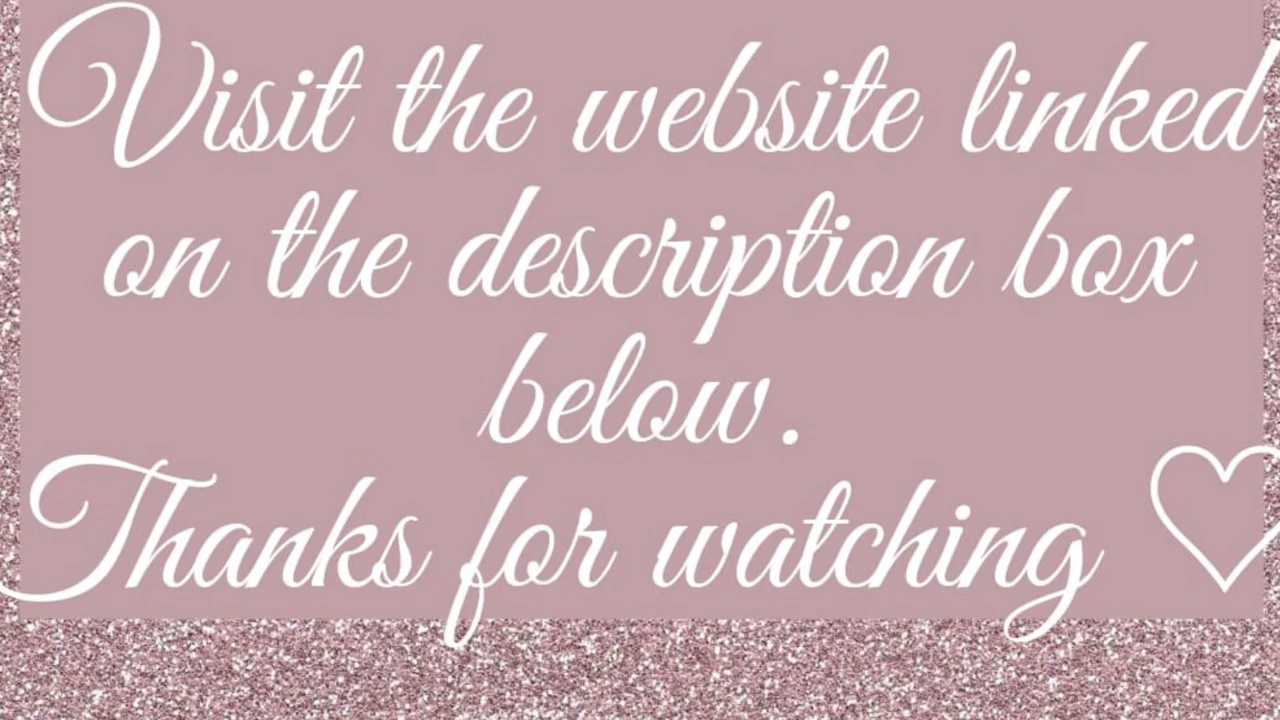 Visit the website linked
on the description box
below.
Thanks for watching ♡